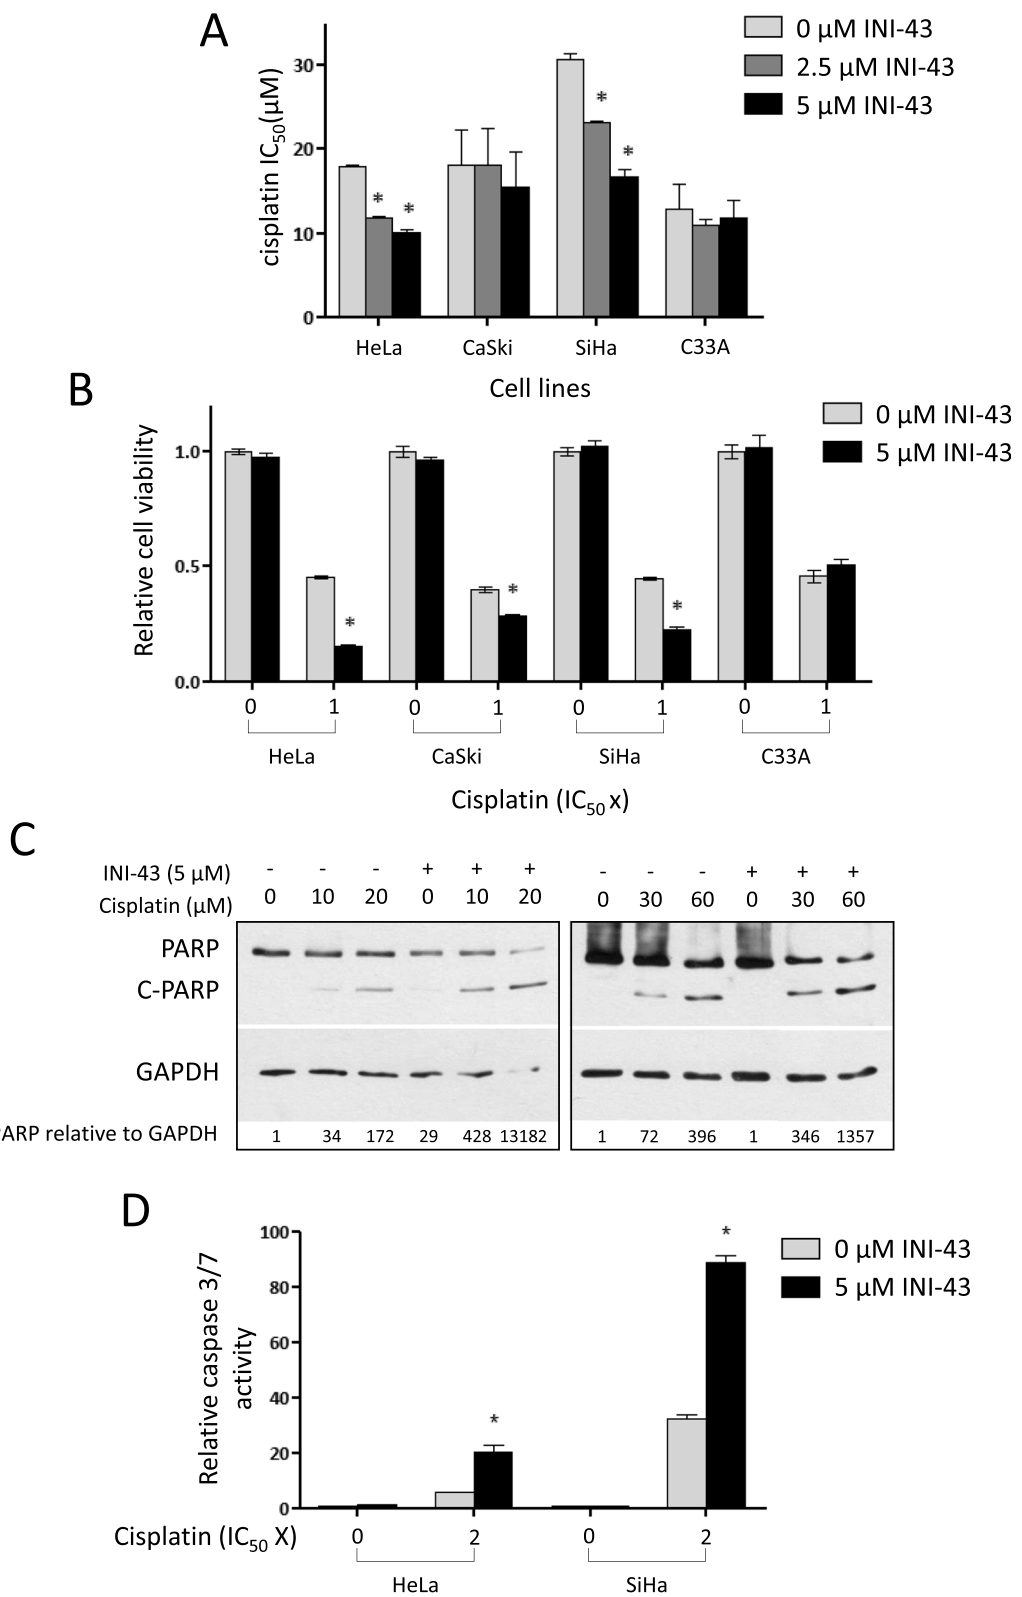 A
0 µM INI-43
2.5 µM INI-43
5 µM INI-43
cisplatin IC50(µM)
30
20
10
0
* * * *
HeLa CaSki SiHa C33A
Cell lines
B
0 µM INI-43
5 µM INI-43
Relative cell viability
1.0
0.5
0.0
* * *
0 1 0 1 0 1 0 1
HeLa CaSki SiHa C33A
Cisplatin (IC50 x)
C
INI-43 (5 µM) - - - + + + - - - + + +
Cisplatin (µM) 0 10 20 0 10 20 0 30 60 0 30 60
PARP
C-PARP
GAPDH
PARP relative to GAPDH 1 34 172 29 428 13182 1 72 396 1 346 1357
D
0 µM INI-43
5 µM INI-43
Relative caspase 3/7
activity
100
80
60
40
20
0
* *
Cisplatin (IC50 X) 0 2 0 2
HeLa SiHa